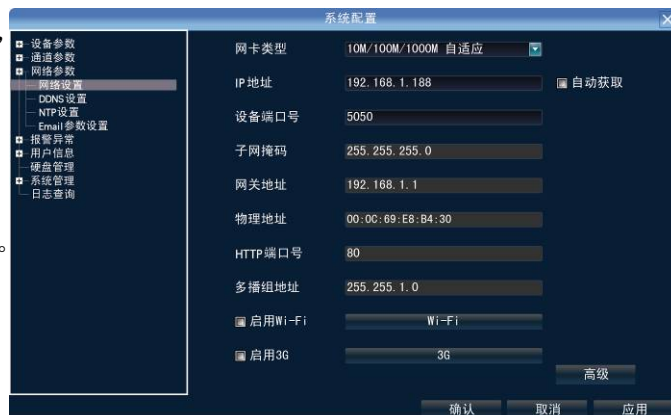 系统配置
设备参数
通道参数
网络参数
网络设置
DDNS设置
NTP设置
Email参数设置
报警异常
用户信息
硬盘管理
系统管理
日志查询
网卡类型 10M/100M/1000M 自适应
IP地址 192.168.1.188 自动获取
设备端口号 5050
子网掩码 255.255.255.0
网关地址 192.168.1.1
物理地址 00:0C:69:E8:B4:30
HTTP端口号 80
多播组地址 255.255.1.0
启用Wi-Fi Wi-Fi
启用3G 3G
高级
确认 取消 应用